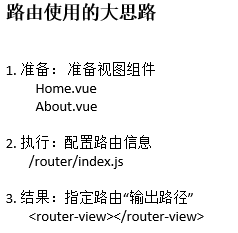 路由使用的大思路
1. 准备： 准备视图组件
Home.vue
About.vue
2. 执行：配置路由信息
/router/index.js
3. 结果：指定路由“输出路径”
<router-view></router-view>